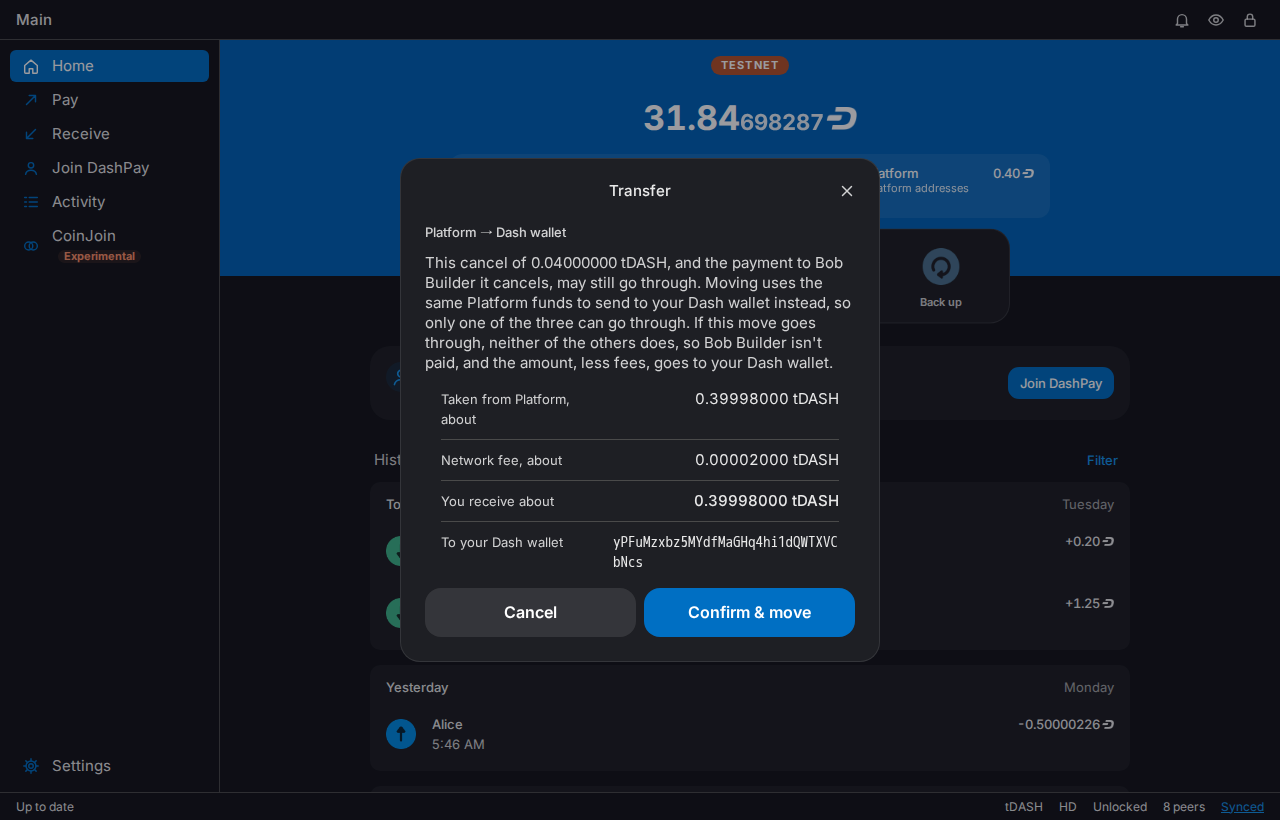 Main
Home
Pay
Receive
Join DashPay
Activity
CoinJoin
Experimental
Settings
TESTNET
31.84698287
0.40
Transfer
Platform → Dash wallet
This cancel of 0.04000000 tDASH, and the payment to Bob
Builder it cancels, may still go through. Moving uses the
same Platform funds to send to your Dash wallet instead, so
only one of the three can go through. If this move goes
through, neither of the others does, so Bob Builder isn't
paid, and the amount, less fees, goes to your Dash wallet.
Taken from Platform,
about
0.39998000 tDASH
Network fee, about
0.00002000 tDASH
You receive about
0.39998000 tDASH
To your Dash wallet
yPFuMzxbz5MYdfMaGHq4hi1dQWTXVC
bNcs
Cancel
Confirm & move
Back up
Join DashPay
Filter
Tuesday
+0.20
+1.25
Yesterday
Monday
Alice
-0.50000226
5:46 AM
Up to date
tDASH
HD
Unlocked
8 peers
Synced